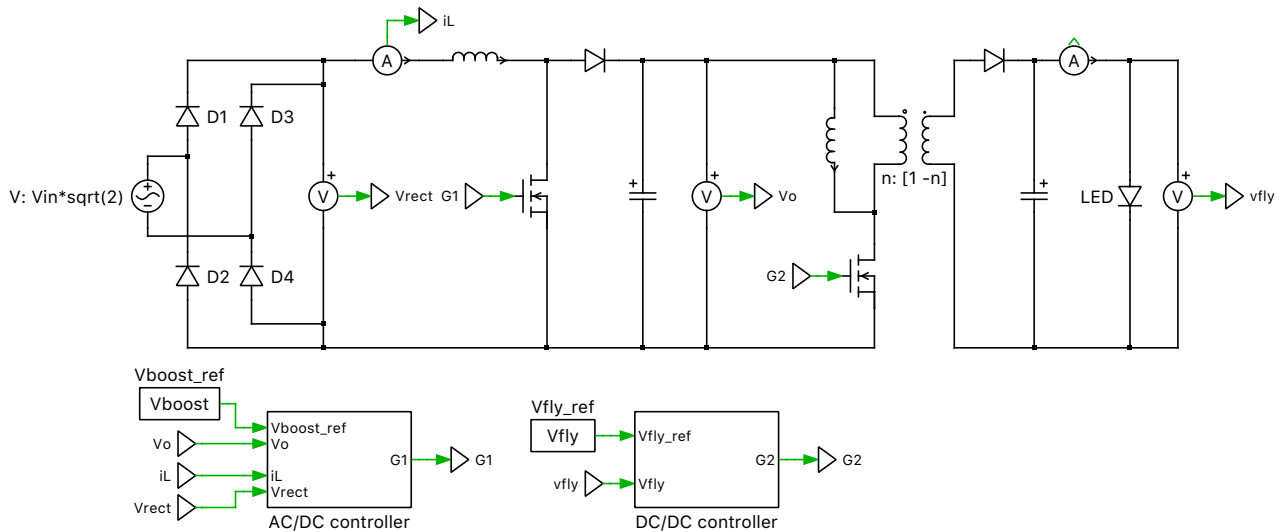 iL
A
A
D1
D3
V: Vin*sqrt(2)
V
Vrect
G1
V
Vo
n: [1 -n]
LED
V
vfly
D2
D4
G2
Vboost_ref
Vboost
Vboost_ref
Vo
Vo
iL
iL
Vrect
Vrect
G1
G1
AC/DC controller
Vfly_ref
Vfly
Vfly_ref
vfly
Vfly
G2
G2
DC/DC controller